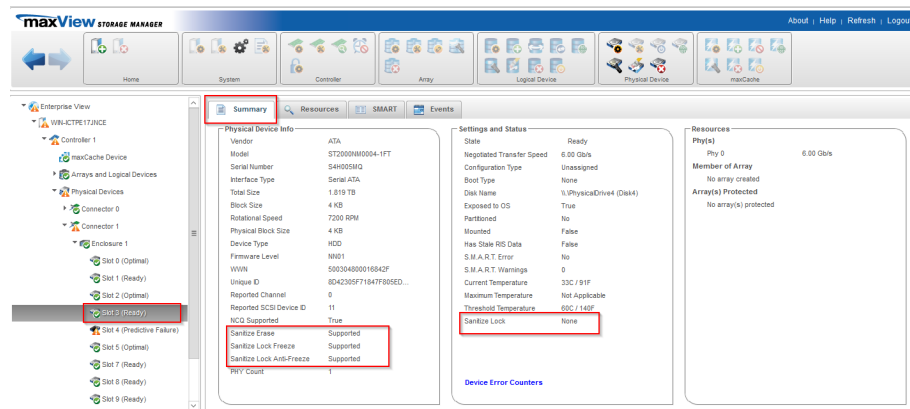 maxView STORAGE MANAGER
About | Help | Refresh | Logout
Home
System
Controller
Array
Logical Device
Physical Device
maxCache
Enterprise View
WIN-ICTPE17JNCE
Controller 1
maxCache Device
Arrays and Logical Devices
Physical Devices
Connector 0
Connector 1
Enclosure 1
Slot 0 (Optimal)
Slot 1 (Ready)
Slot 2 (Optimal)
Slot 3 (Ready)
Slot 4 (Predictive Failure)
Slot 5 (Optimal)
Slot 7 (Ready)
Slot 8 (Ready)
Slot 9 (Ready)
Summary
Resources
SMART
Events
Physical Device Info
Vendor ATA
Model ST2000NM0004-1FT
Serial Number S4H005MQ
Interface Type Serial ATA
Total Size 1.819 TB
Block Size 4 KB
Rotational Speed 7200 RPM
Physical Block Size 4 KB
Device Type HDD
Firmware Level NN01
WWN 500304800016842F
Unique ID 8D42305F71847F805ED...
Reported Channel 0
Reported SCSI Device ID 11
NCQ Supported True
Sanitize Erase Supported
Sanitize Lock Freeze Supported
Sanitize Lock Anti-Freeze Supported
PHY Count 1
Settings and Status
State Ready
Negotiated Transfer Speed 6.00 Gb/s
Configuration Type Unassigned
Boot Type None
Disk Name \\.\PhysicalDrive4 (Disk4)
Exposed to OS True
Partitioned No
Mounted False
Has Stale RIS Data False
S.M.A.R.T. Error No
S.M.A.R.T. Warnings 0
Current Temperature 33C / 91F
Maximum Temperature Not Applicable
Threshold Temperature 60C / 140F
Sanitize Lock None
Device Error Counters
Resources
Phy(s)
Phy 0 6.00 Gb/s
Member of Array
No array created
Array(s) Protected
No array(s) protected